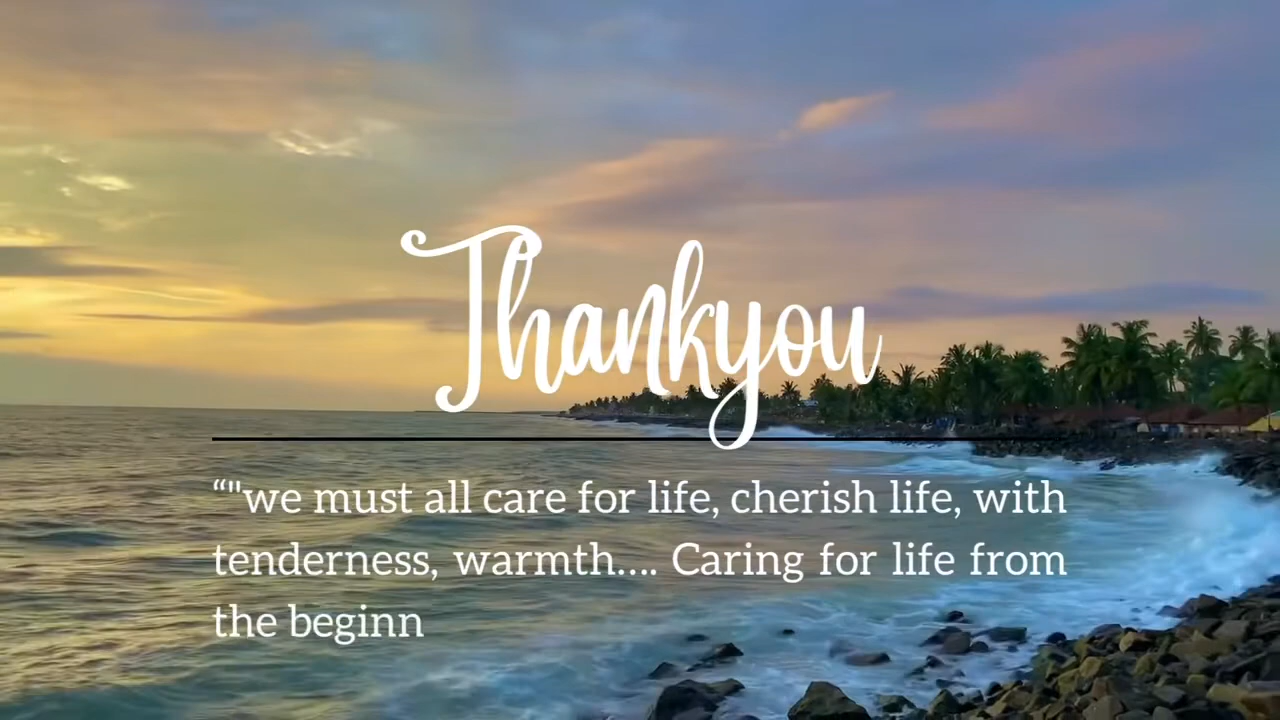 Thankyou
“"we must all care for life, cherish life, with
tenderness, warmth.... Caring for life from
the beginn